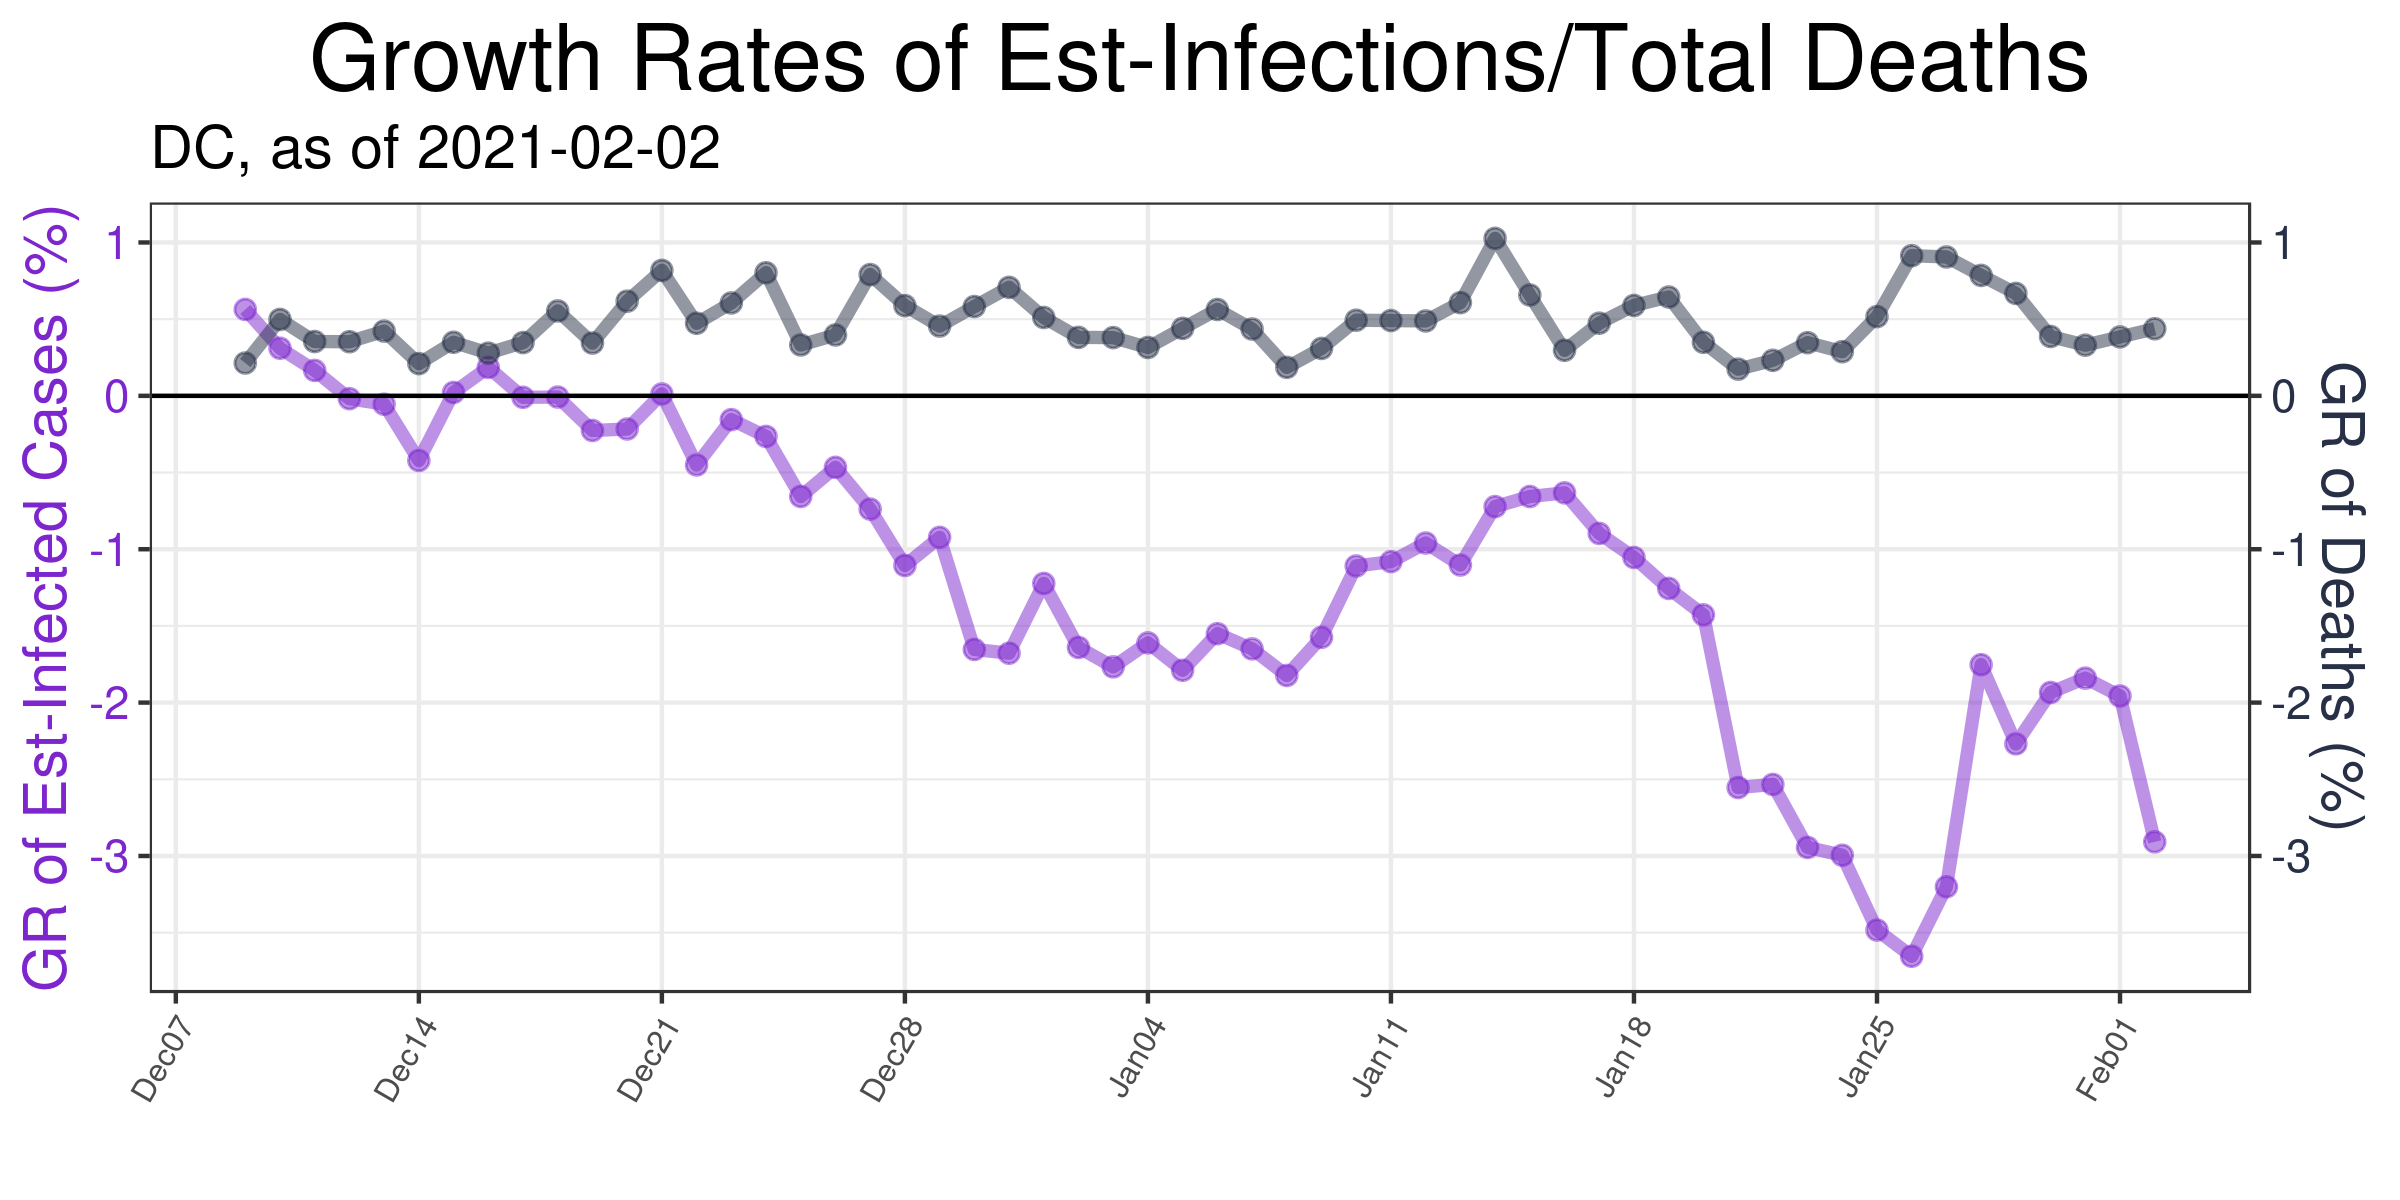 Growth Rates of Est-Infections/Total Deaths
DC, as of 2021-02-02
GR of Est-Infected Cases (%)
1
0
-1
-2
-3
1
0
-1
-2
-3
GR of Deaths (%)
Dec07
Dec14
Dec21
Dec28
Jan04
Jan11
Jan18
Jan25
Feb01